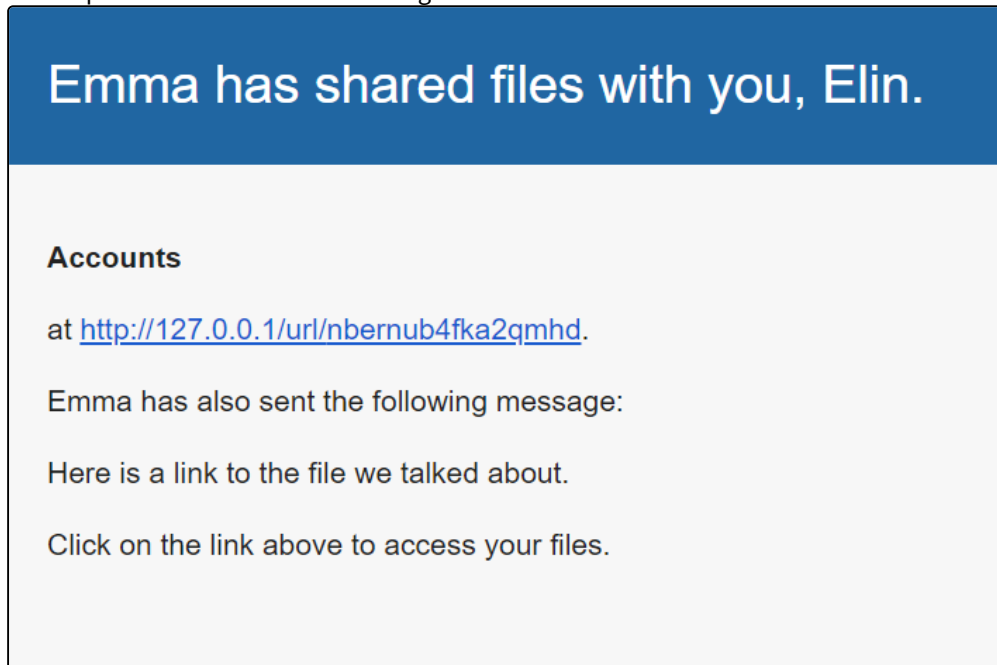 Emma has shared files with you, Elin.
Accounts
at http://127.0.0.1/url/nbernub4fka2qmhd.
Emma has also sent the following message:
Here is a link to the file we talked about.
Click on the link above to access your files.